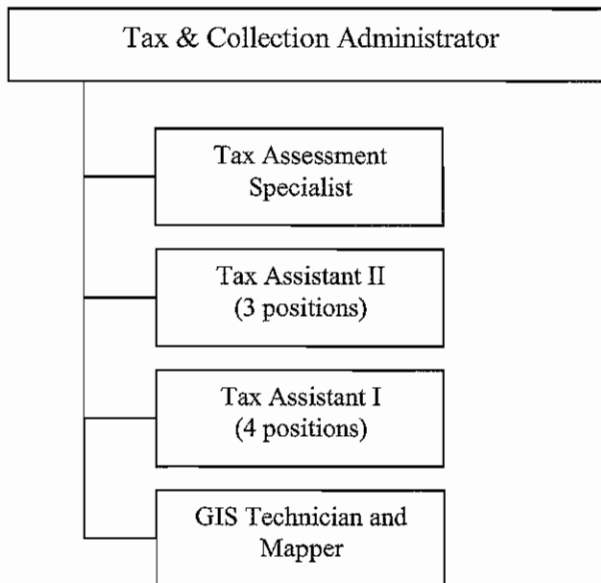 Tax & Collection Administrator
Tax Assessment
Specialist
Tax Assistant II
(3 positions)
Tax Assistant I
(4 positions)
GIS Technician and
Mapper